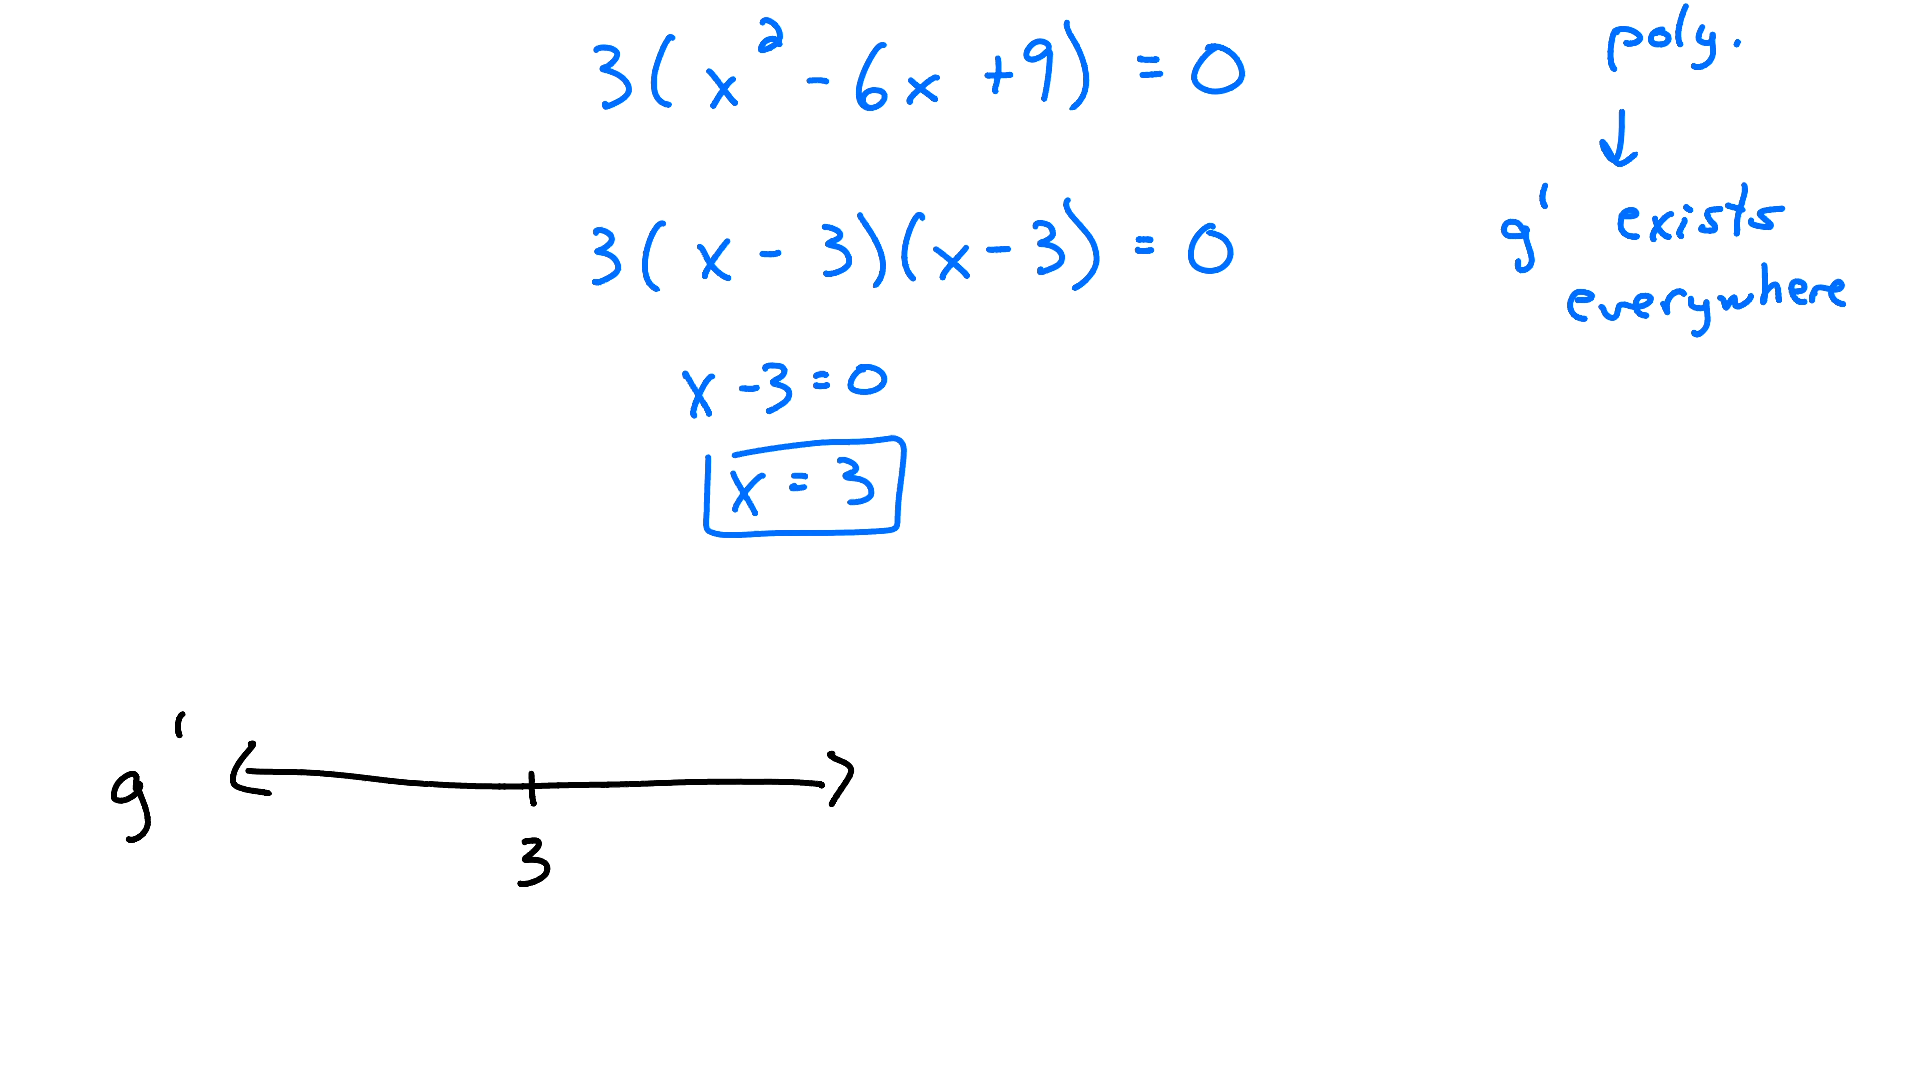 3(x² - 6x + 9) = 0
3(x - 3)(x - 3) = 0
x - 3 = 0
x = 3
poly.
↓
g' exists
everywhere
g'
3